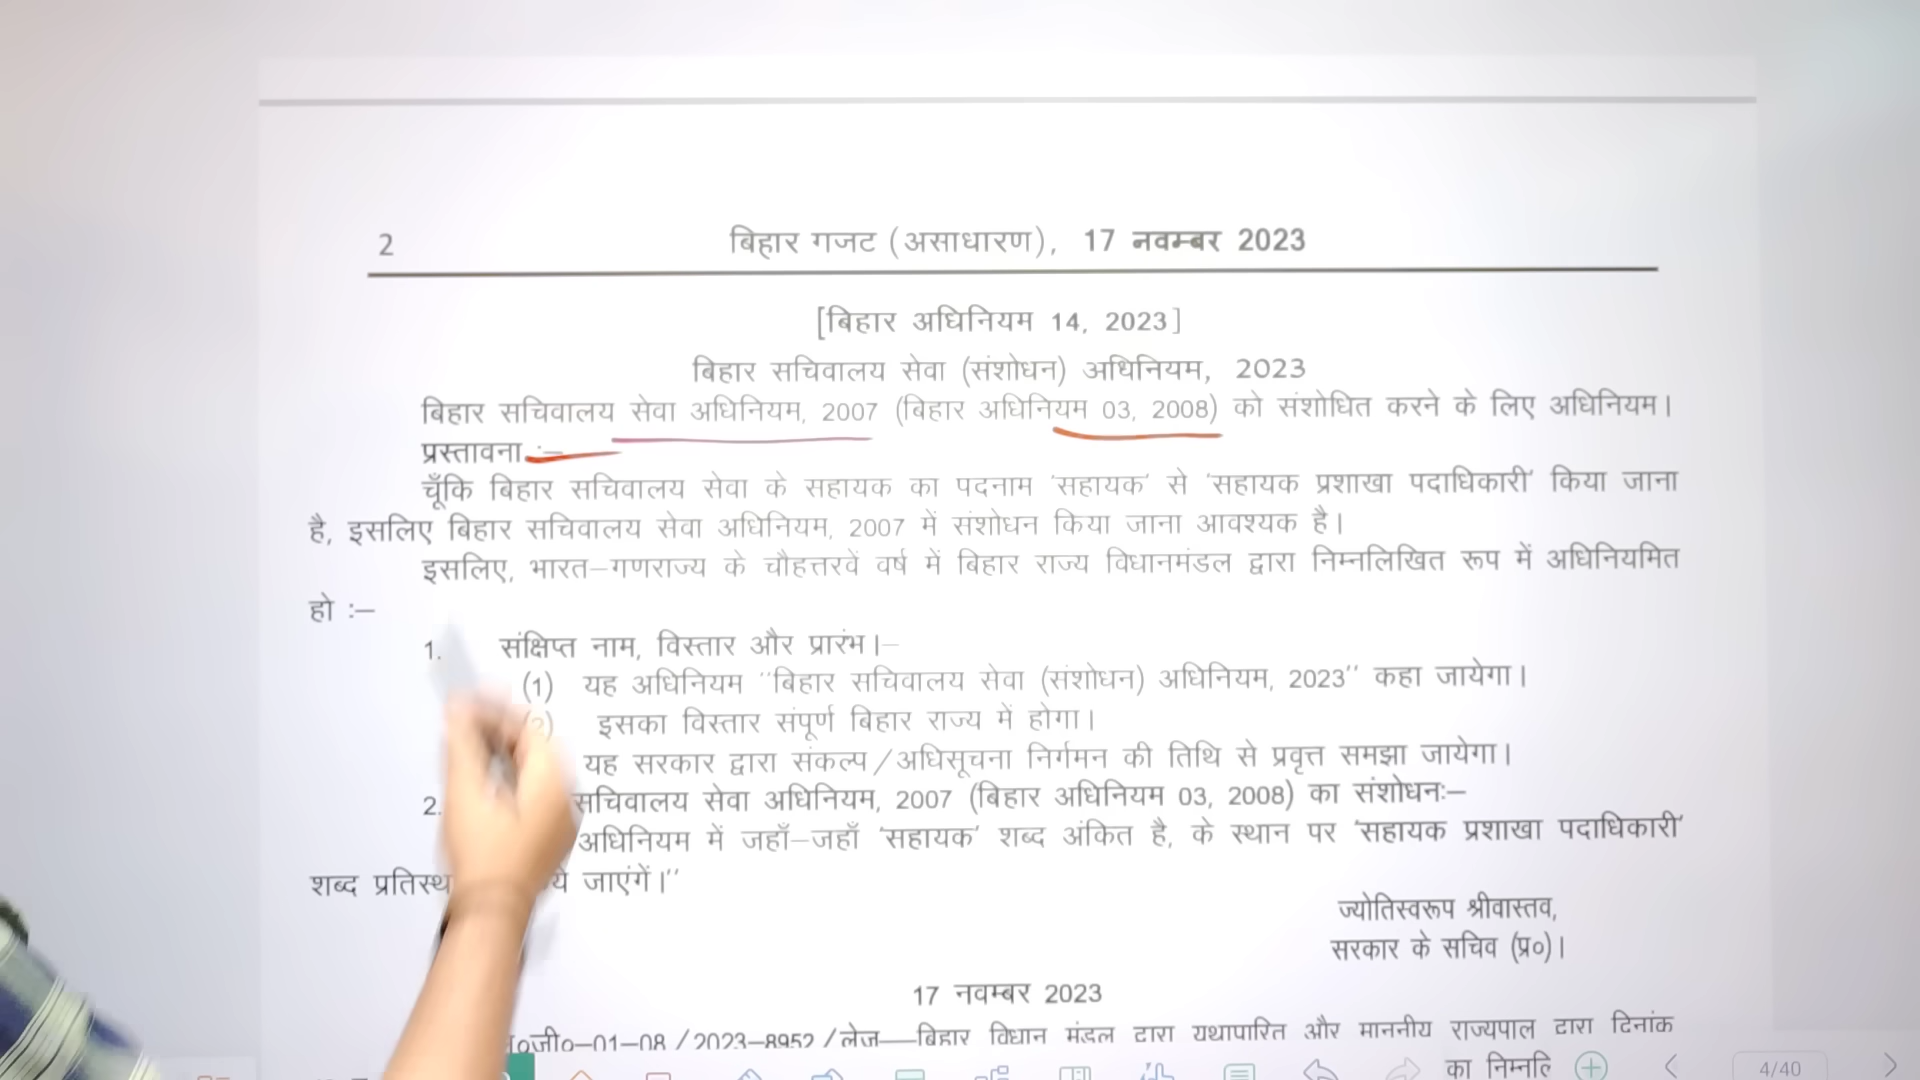 2 बिहार गजट (असाधारण), 17 नवम्बर 2023
[बिहार अधिनियम 14, 2023]
बिहार सचिवालय सेवा (संशोधन) अधिनियम, 2023
बिहार सचिवालय सेवा अधिनियम, 2007 (बिहार अधिनियम 03, 2008) को संशोधित करने के लिए अधिनियम।
प्रस्तावना :—
चूँकि बिहार सचिवालय सेवा के सहायक का पदनाम 'सहायक' से 'सहायक प्रशाखा पदाधिकारी' किया जाना
है, इसलिए बिहार सचिवालय सेवा अधिनियम, 2007 में संशोधन किया जाना आवश्यक है।
इसलिए, भारत–गणराज्य के चौहत्तरवें वर्ष में बिहार राज्य विधानमंडल द्वारा निम्नलिखित रूप में अधिनियमित
हो :—
1. संक्षिप्त नाम, विस्तार और प्रारंभ।—
(1) यह अधिनियम ''बिहार सचिवालय सेवा (संशोधन) अधिनियम, 2023'' कहा जायेगा।
(2) इसका विस्तार संपूर्ण बिहार राज्य में होगा।
यह सरकार द्वारा संकल्प/अधिसूचना निर्गमन की तिथि से प्रवृत्त समझा जायेगा।
2. सचिवालय सेवा अधिनियम, 2007 (बिहार अधिनियम 03, 2008) का संशोधनः—
अधिनियम में जहाँ–जहाँ 'सहायक' शब्द अंकित है, के स्थान पर 'सहायक प्रशाखा पदाधिकारी'
शब्द जाएंगें।''
ज्योतिस्वरूप श्रीवास्तव,
सरकार के सचिव (प्र०)।
17 नवम्बर 2023
जी०–01–08/2023–8952/लेज—बिहार विधान मंडल द्वारा यथापारित और माननीय राज्यपाल द्वारा दिनांक
का
4/40